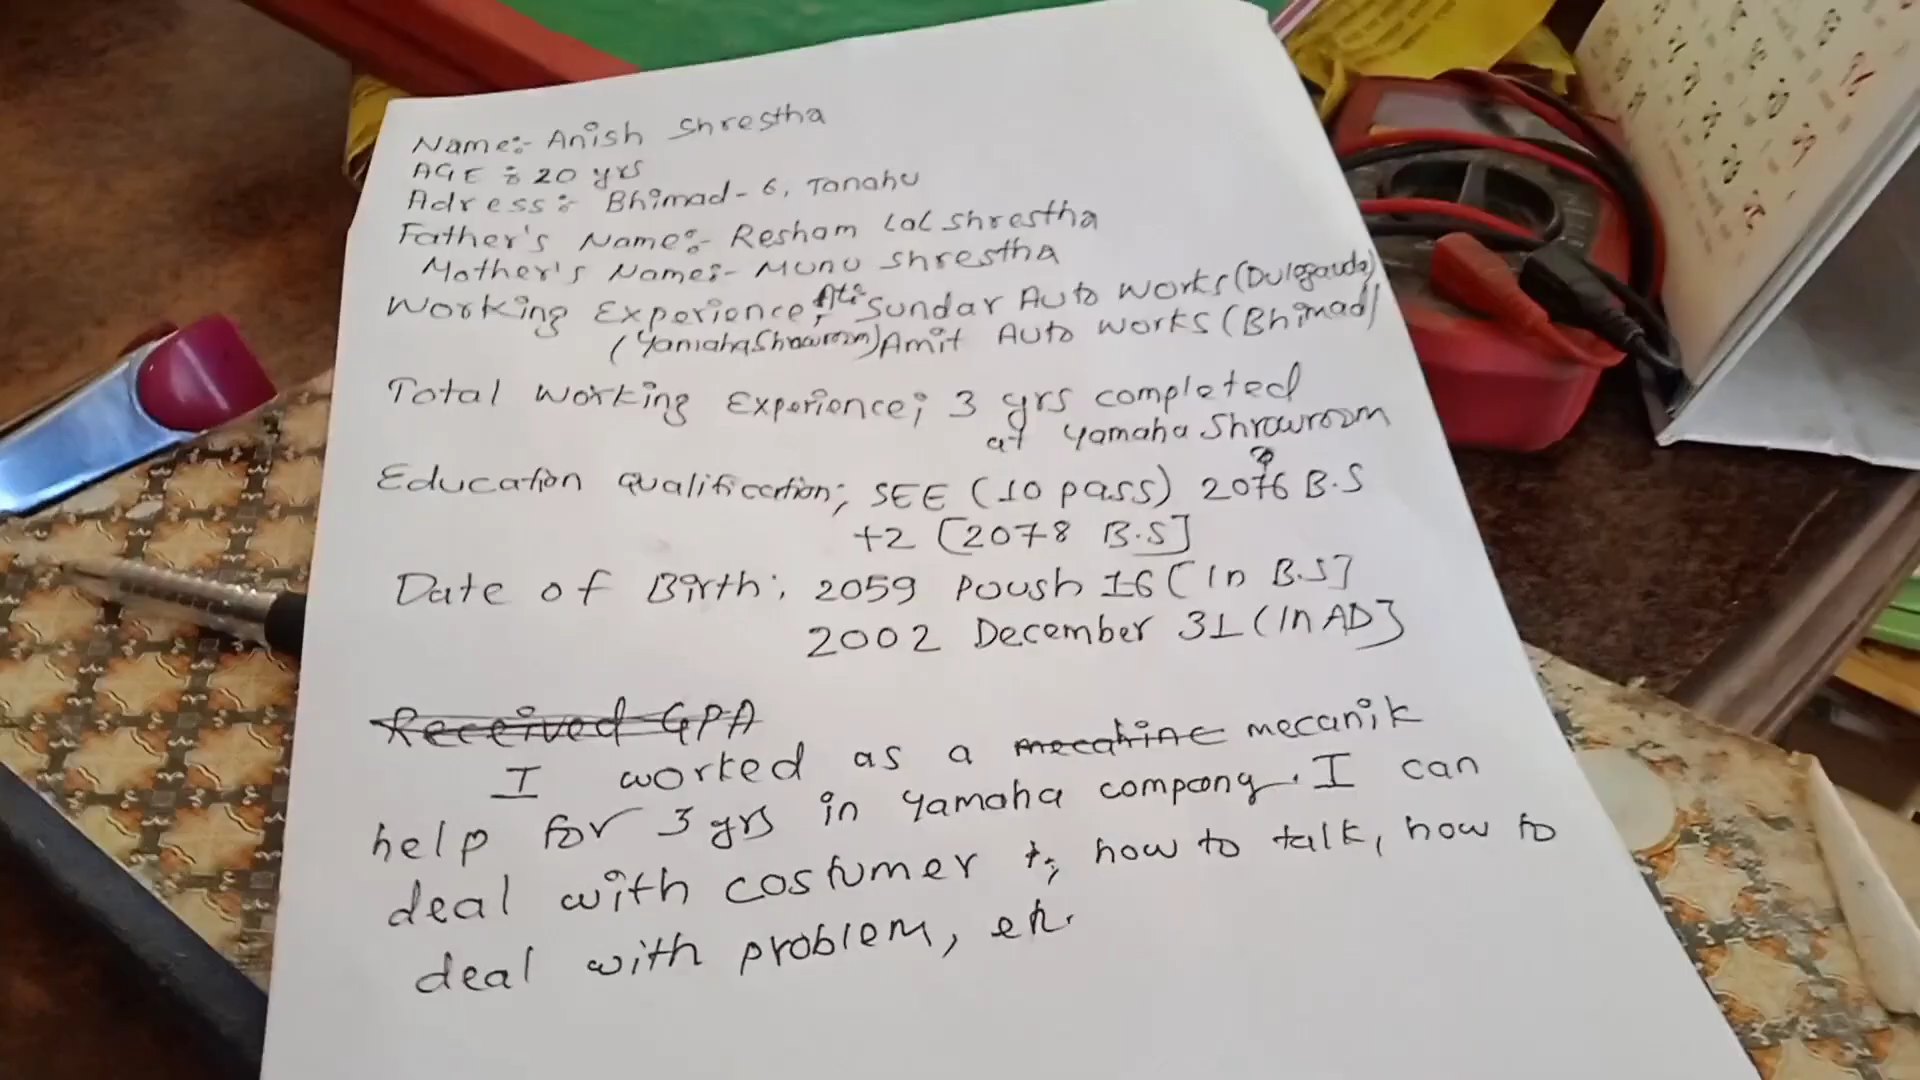 Name:- Anish Shrestha
AGE : 20 yrs
Adress :- Bhimad - 6, Tanahu
Father's Name:- Resham Lal Shrestha
Mother's Name:- Munu Shrestha
Working Experience; At: Sundar Auto Works (Dulegauda)
(Yamaha Showroom) Amit Auto Works (Bhimad)
Total Working Experience; 3 yrs completed
at Yamaha Shrowroom
Education qualification; SEE (10 pass) 2076 B.S
+2 [2078 B.S]
Date of Birth; 2059 Poush 16 (In B.S]
2002 December 31 (In AD]
Received GPA
I worked as a mecahine mecanik
help for 3 yrs in Yamaha company. I can
deal with costumer how to talk, how to
deal with problem, etc.